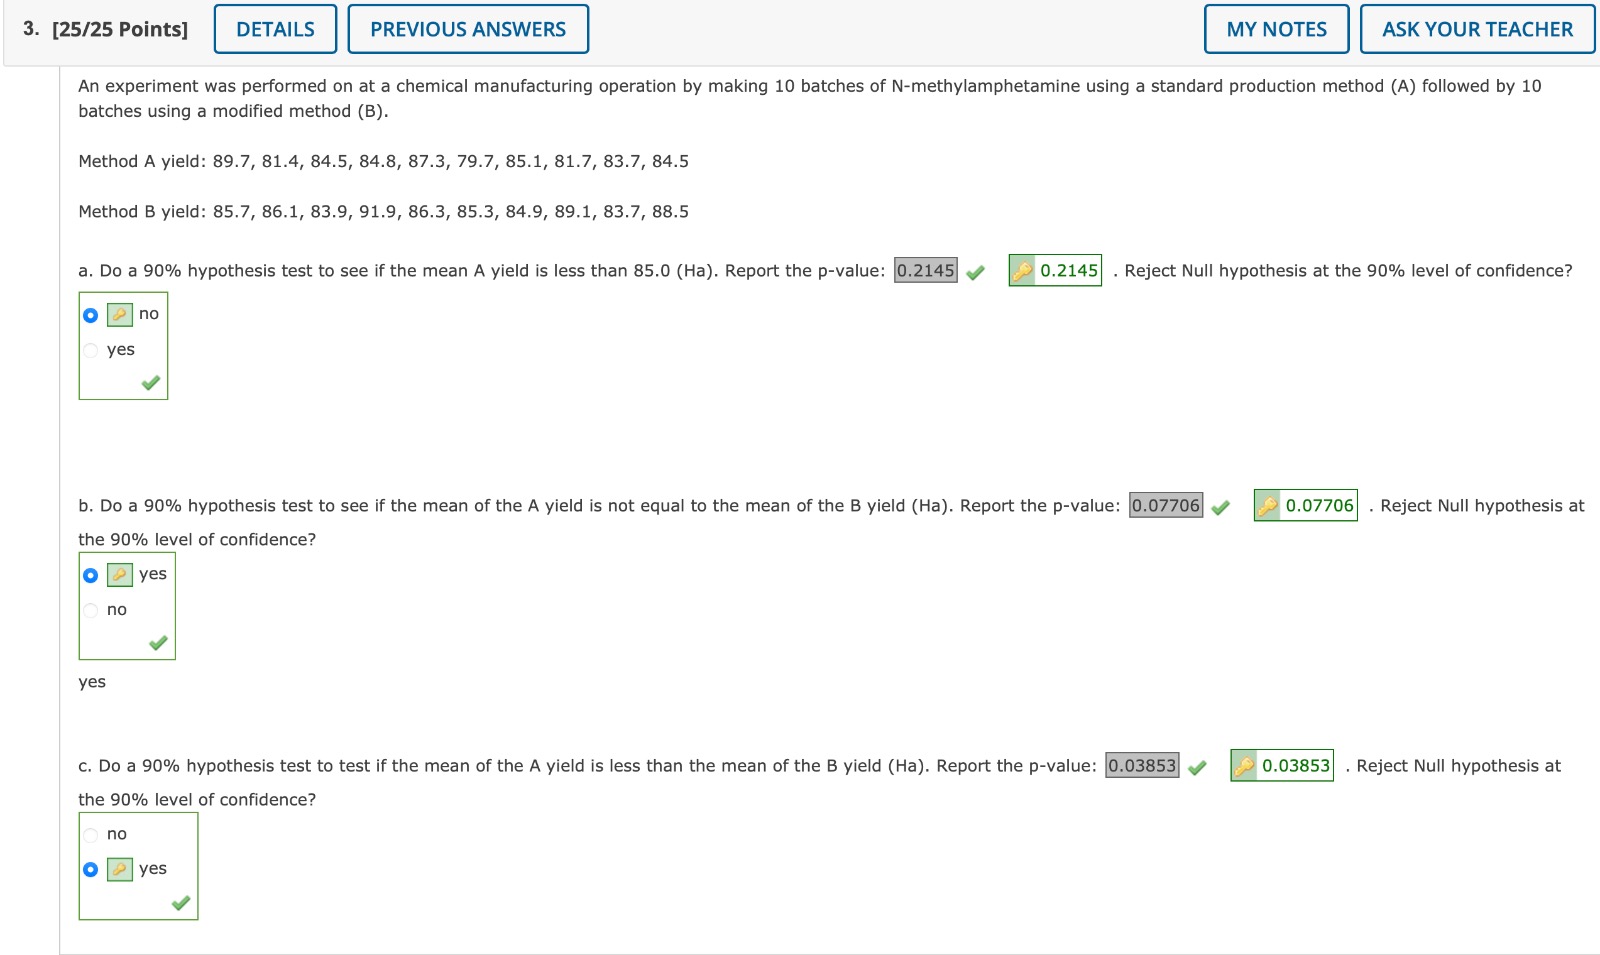 3. [25/25 Points] DETAILS PREVIOUS ANSWERS MY NOTES ASK YOUR TEACHER
An experiment was performed on at a chemical manufacturing operation by making 10 batches of N-methylamphetamine using a standard production method (A) followed by 10
batches using a modified method (B).
Method A yield: 89.7, 81.4, 84.5, 84.8, 87.3, 79.7, 85.1, 81.7, 83.7, 84.5
Method B yield: 85.7, 86.1, 83.9, 91.9, 86.3, 85.3, 84.9, 89.1, 83.7, 88.5
a. Do a 90% hypothesis test to see if the mean A yield is less than 85.0 (Ha). Report the p-value: 0.2145 0.2145 . Reject Null hypothesis at the 90% level of confidence?
no
yes
b. Do a 90% hypothesis test to see if the mean of the A yield is not equal to the mean of the B yield (Ha). Report the p-value: 0.07706 0.07706 . Reject Null hypothesis at
the 90% level of confidence?
yes
no
yes
c. Do a 90% hypothesis test to test if the mean of the A yield is less than the mean of the B yield (Ha). Report the p-value: 0.03853 0.03853 . Reject Null hypothesis at
the 90% level of confidence?
no
yes